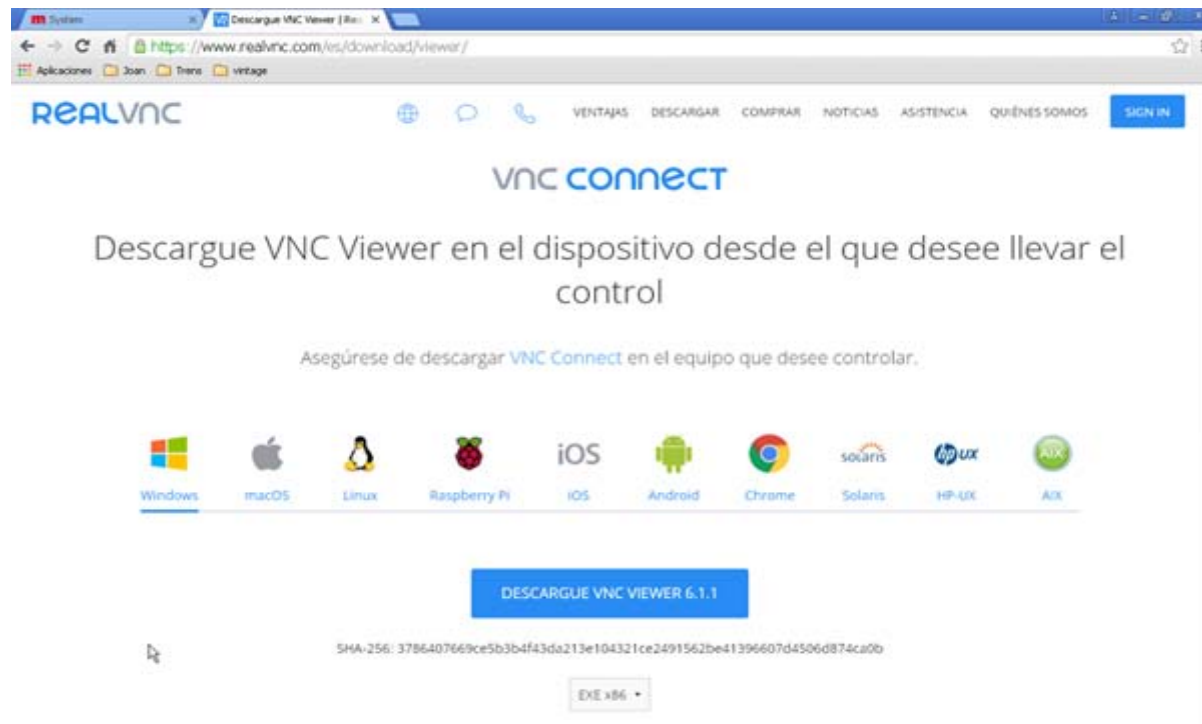 System
Descargue VNC Viewer | Rea
https://www.realvnc.com/es/download/viewer/
Aplicaciones Joan Trens vintage
REALVNC
VENTAJAS DESCARGAR COMPRAR NOTICIAS ASISTENCIA QUIÉNES SOMOS SIGN IN
VNC CONNECT
Descargue VNC Viewer en el dispositivo desde el que desee llevar el
control
Asegúrese de descargar VNC Connect en el equipo que desee controlar.
iOS solaris hp UX AIX
Windows macOS Linux Raspberry Pi iOS Android Chrome Solaris HP-UX AIX
DESCARGUE VNC VIEWER 6.1.1
SHA-256: 3786407669ce5b3b4f43da213e104321ce2491562be41396607d4506d874ca0b
EXE x86